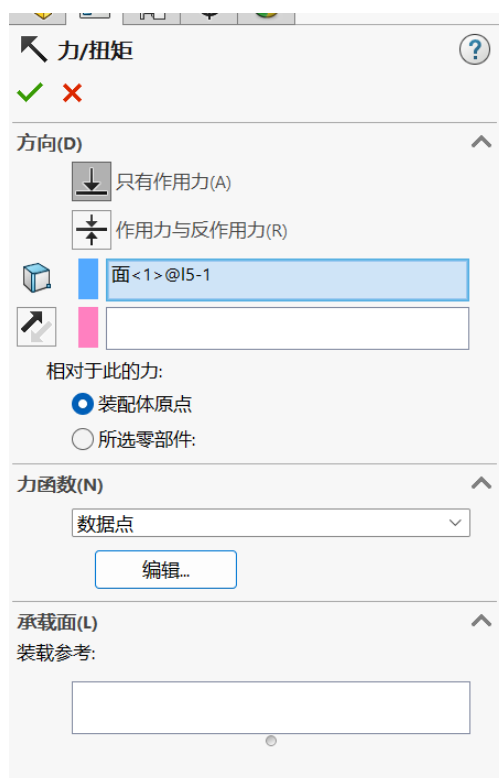 力/扭矩
?
方向(D)
只有作用力(A)
作用力与反作用力(R)
面<1>@l5-1
相对于此的力:
装配体原点
所选零部件:
力函数(N)
数据点
编辑...
承载面(L)
装载参考: